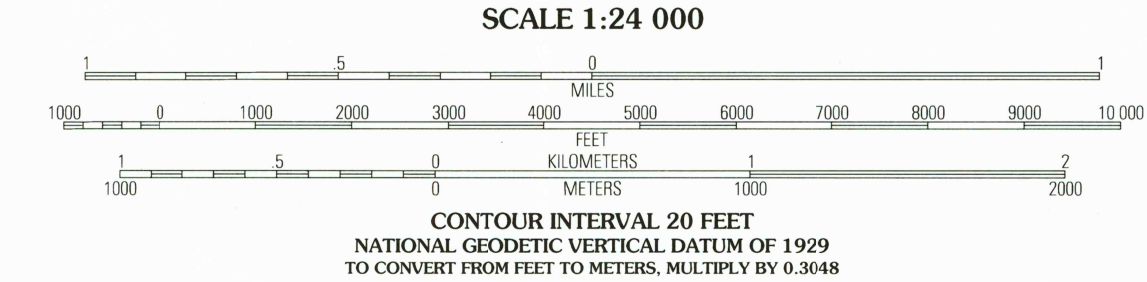 SCALE 1:24 000
1 .5 0 1
MILES
1000 0 1000 2000 3000 4000 5000 6000 7000 8000 9000 10 000
FEET
1 .5 0 KILOMETERS 1 2
1000 0 METERS 1000 2000
CONTOUR INTERVAL 20 FEET
NATIONAL GEODETIC VERTICAL DATUM OF 1929
TO CONVERT FROM FEET TO METERS, MULTIPLY BY 0.3048